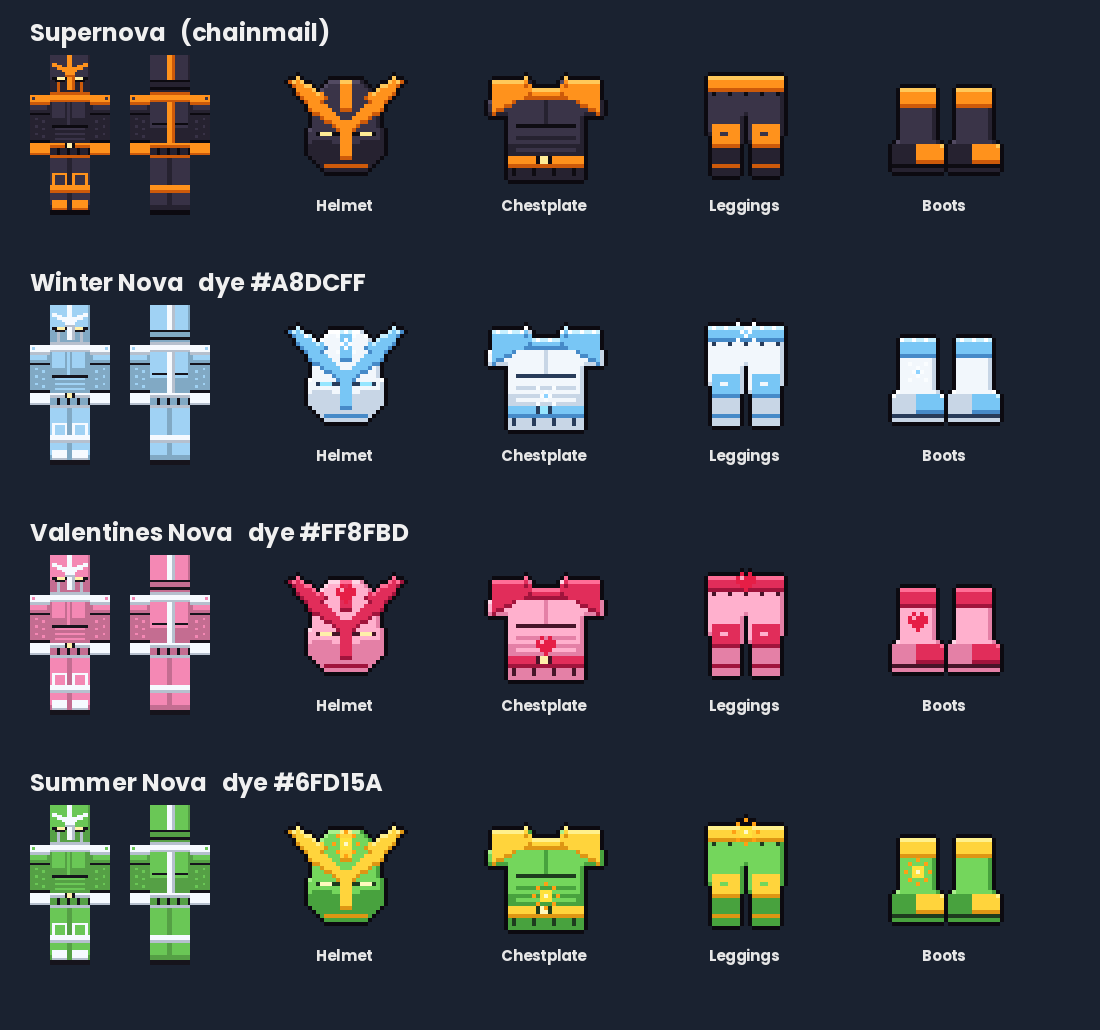 Supernova (chainmail)
Helmet
Chestplate
Leggings
Boots
Winter Nova dye #A8DCFF
Helmet
Chestplate
Leggings
Boots
Valentines Nova dye #FF8FBD
Helmet
Chestplate
Leggings
Boots
Summer Nova dye #6FD15A
Helmet
Chestplate
Leggings
Boots